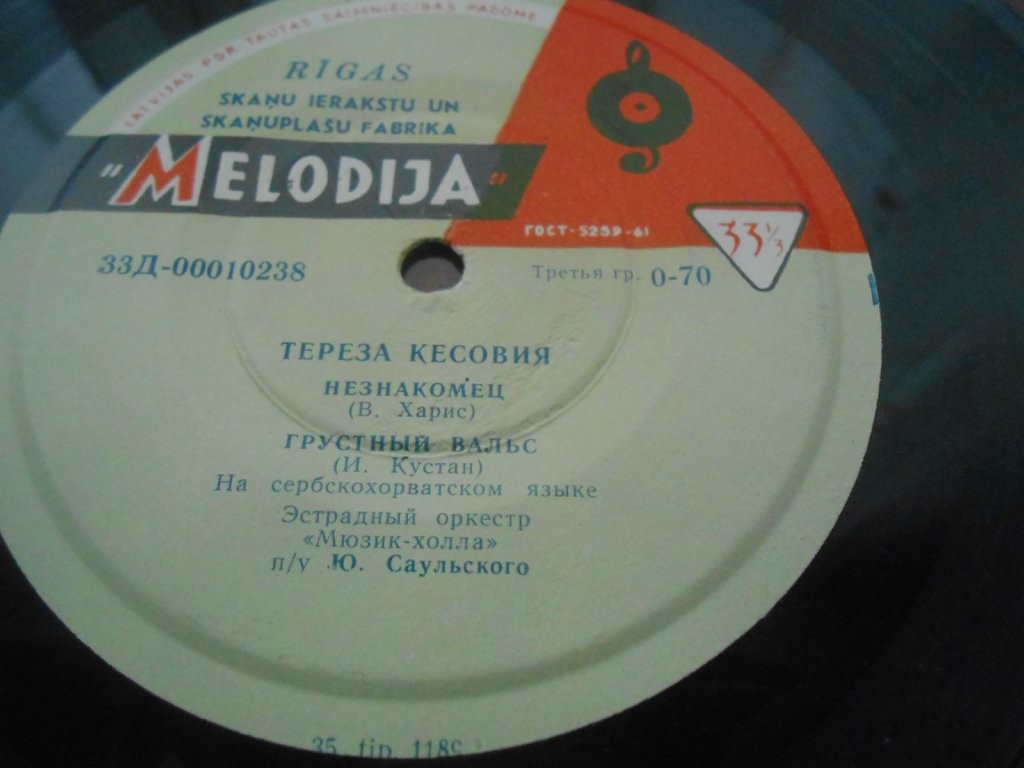 LATVIJAS PSR TAUTAS SAIMNIECĪBAS PADOME
RĪGAS
SKAŅU IERAKSTU UN
SKAŅUPLAŠU FABRIKA
"MELODIJA"
ГОСТ-5289-61
33⅓
33Д-00010238
Третья гр. 0-70
ТЕРЕЗА КЕСОВИЯ
НЕЗНАКОМЕЦ
(В. Харис)
ГРУСТНЫЙ ВАЛЬС
(И. Кустан)
На сербскохорватском языке
Эстрадный оркестр
«Мюзик-холла»
п/у Ю. Саульского
35. tip.